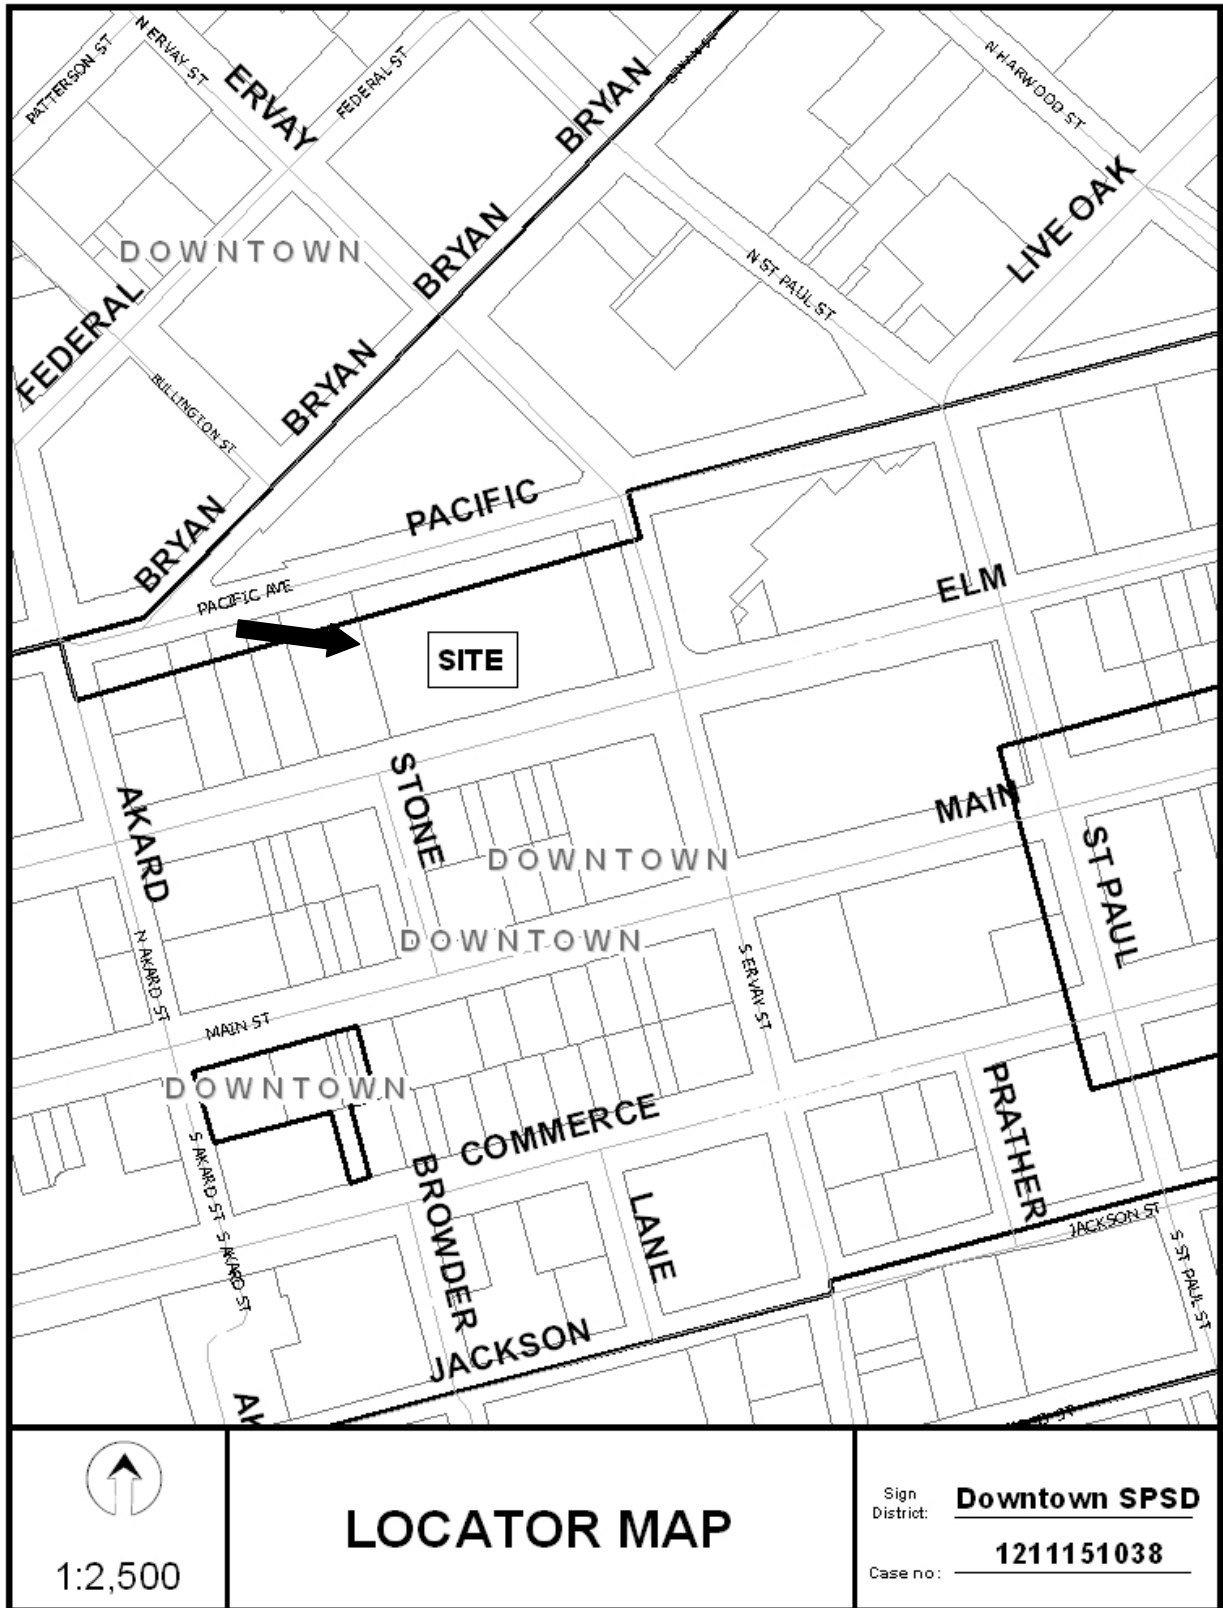 PATTERSON ST
N ERVAY ST
ERVAY
FEDERAL ST
BRYAN
BRYAN ST
N HARWOOD ST
LIVE OAK
DOWNTOWN
BRYAN
N ST PAUL ST
FEDERAL
BULLINGTON ST
BRYAN
BRYAN
PACIFIC
PACIFIC AVE
ELM
SITE
STONE
AKARD
MAIN
DOWNTOWN
ST PAUL
DOWNTOWN
N AKARD ST
S ERVAY ST
MAIN ST
DOWNTOWN
PRATHER
COMMERCE
S AKARD ST
BROWDER
LANE
JACKSON ST
S AKARD ST
S ST PAUL ST
JACKSON
AK
1:2,500
LOCATOR MAP
Sign
District:
Downtown SPSD
Case no:
1211151038